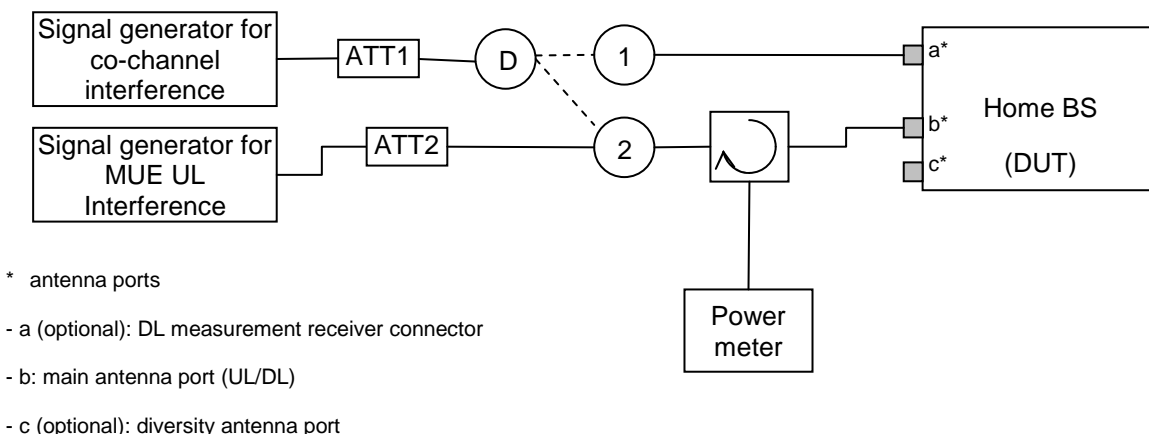 Signal generator for
co-channel
interference
ATT1
D
1
a*
Home BS
(DUT)
Signal generator for
MUE UL
Interference
ATT2
2
b*
c*
Power
meter
* antenna ports
- a (optional): DL measurement receiver connector
- b: main antenna port (UL/DL)
- c (optional): diversity antenna port